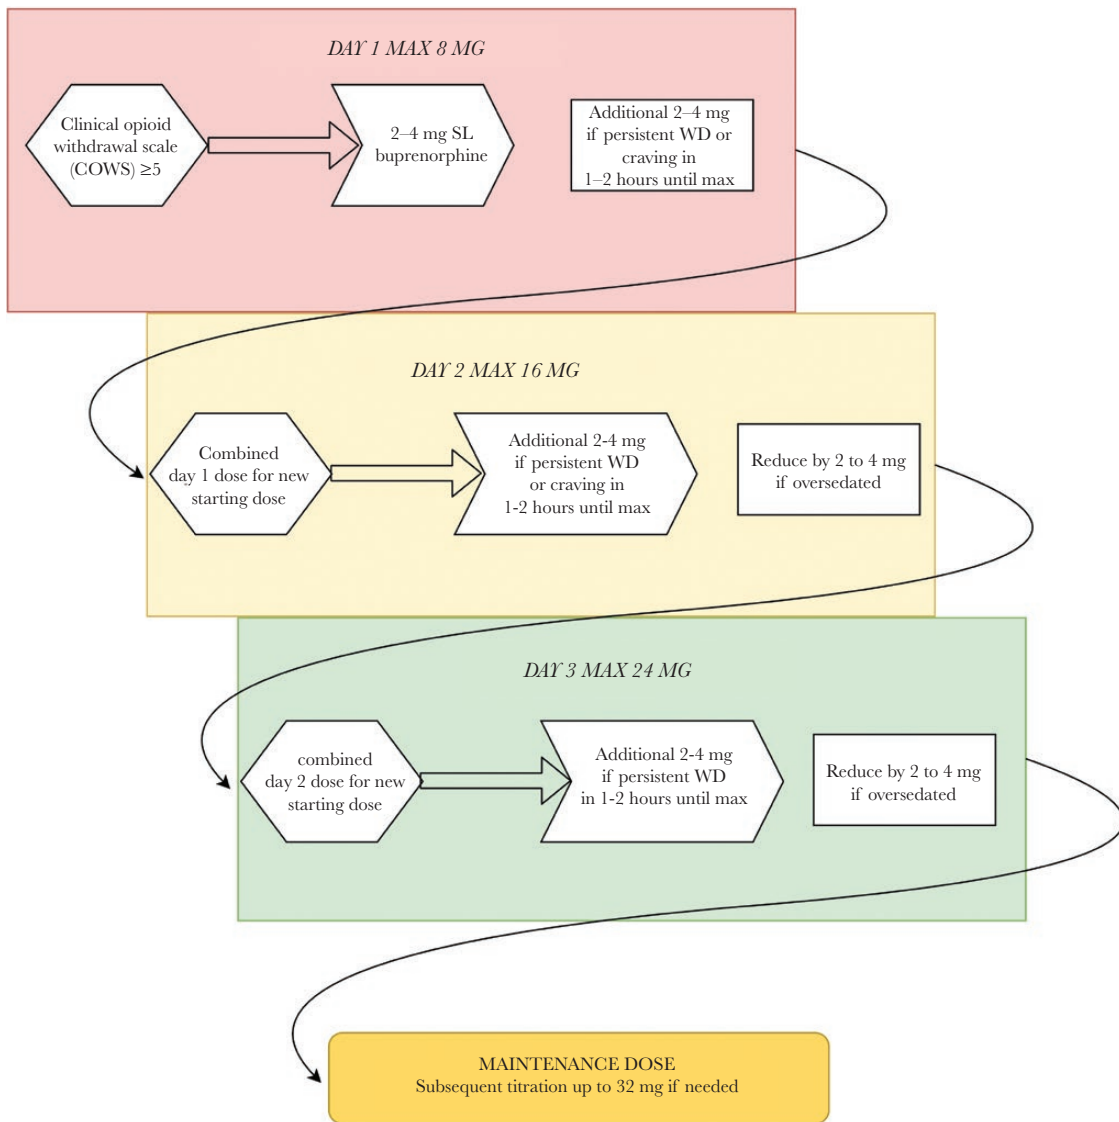 DAY 1 MAX 8 MG
Clinical opioid
withdrawal scale
(COWS) ≥5
2–4 mg SL
buprenorphine
Additional 2–4 mg
if persistent WD or
craving in
1–2 hours until max
DAY 2 MAX 16 MG
Combined
day 1 dose for new
starting dose
Additional 2-4 mg
if persistent WD
or craving in
1-2 hours until max
Reduce by 2 to 4 mg
if oversedated
DAY 3 MAX 24 MG
combined
day 2 dose for new
starting dose
Additional 2-4 mg
if persistent WD
in 1-2 hours until max
Reduce by 2 to 4 mg
if oversedated
MAINTENANCE DOSE
Subsequent titration up to 32 mg if needed